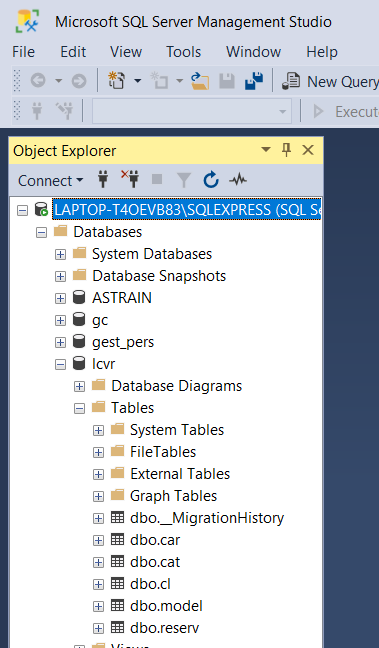 Microsoft SQL Server Management Studio
File Edit View Tools Window Help
New Query
Execut
Object Explorer
Connect
LAPTOP-T4OEVB83\SQLEXPRESS (SQL Se
Databases
System Databases
Database Snapshots
ASTRAIN
gc
gest_pers
lcvr
Database Diagrams
Tables
System Tables
FileTables
External Tables
Graph Tables
dbo.__MigrationHistory
dbo.car
dbo.cat
dbo.cl
dbo.model
dbo.reserv
Views